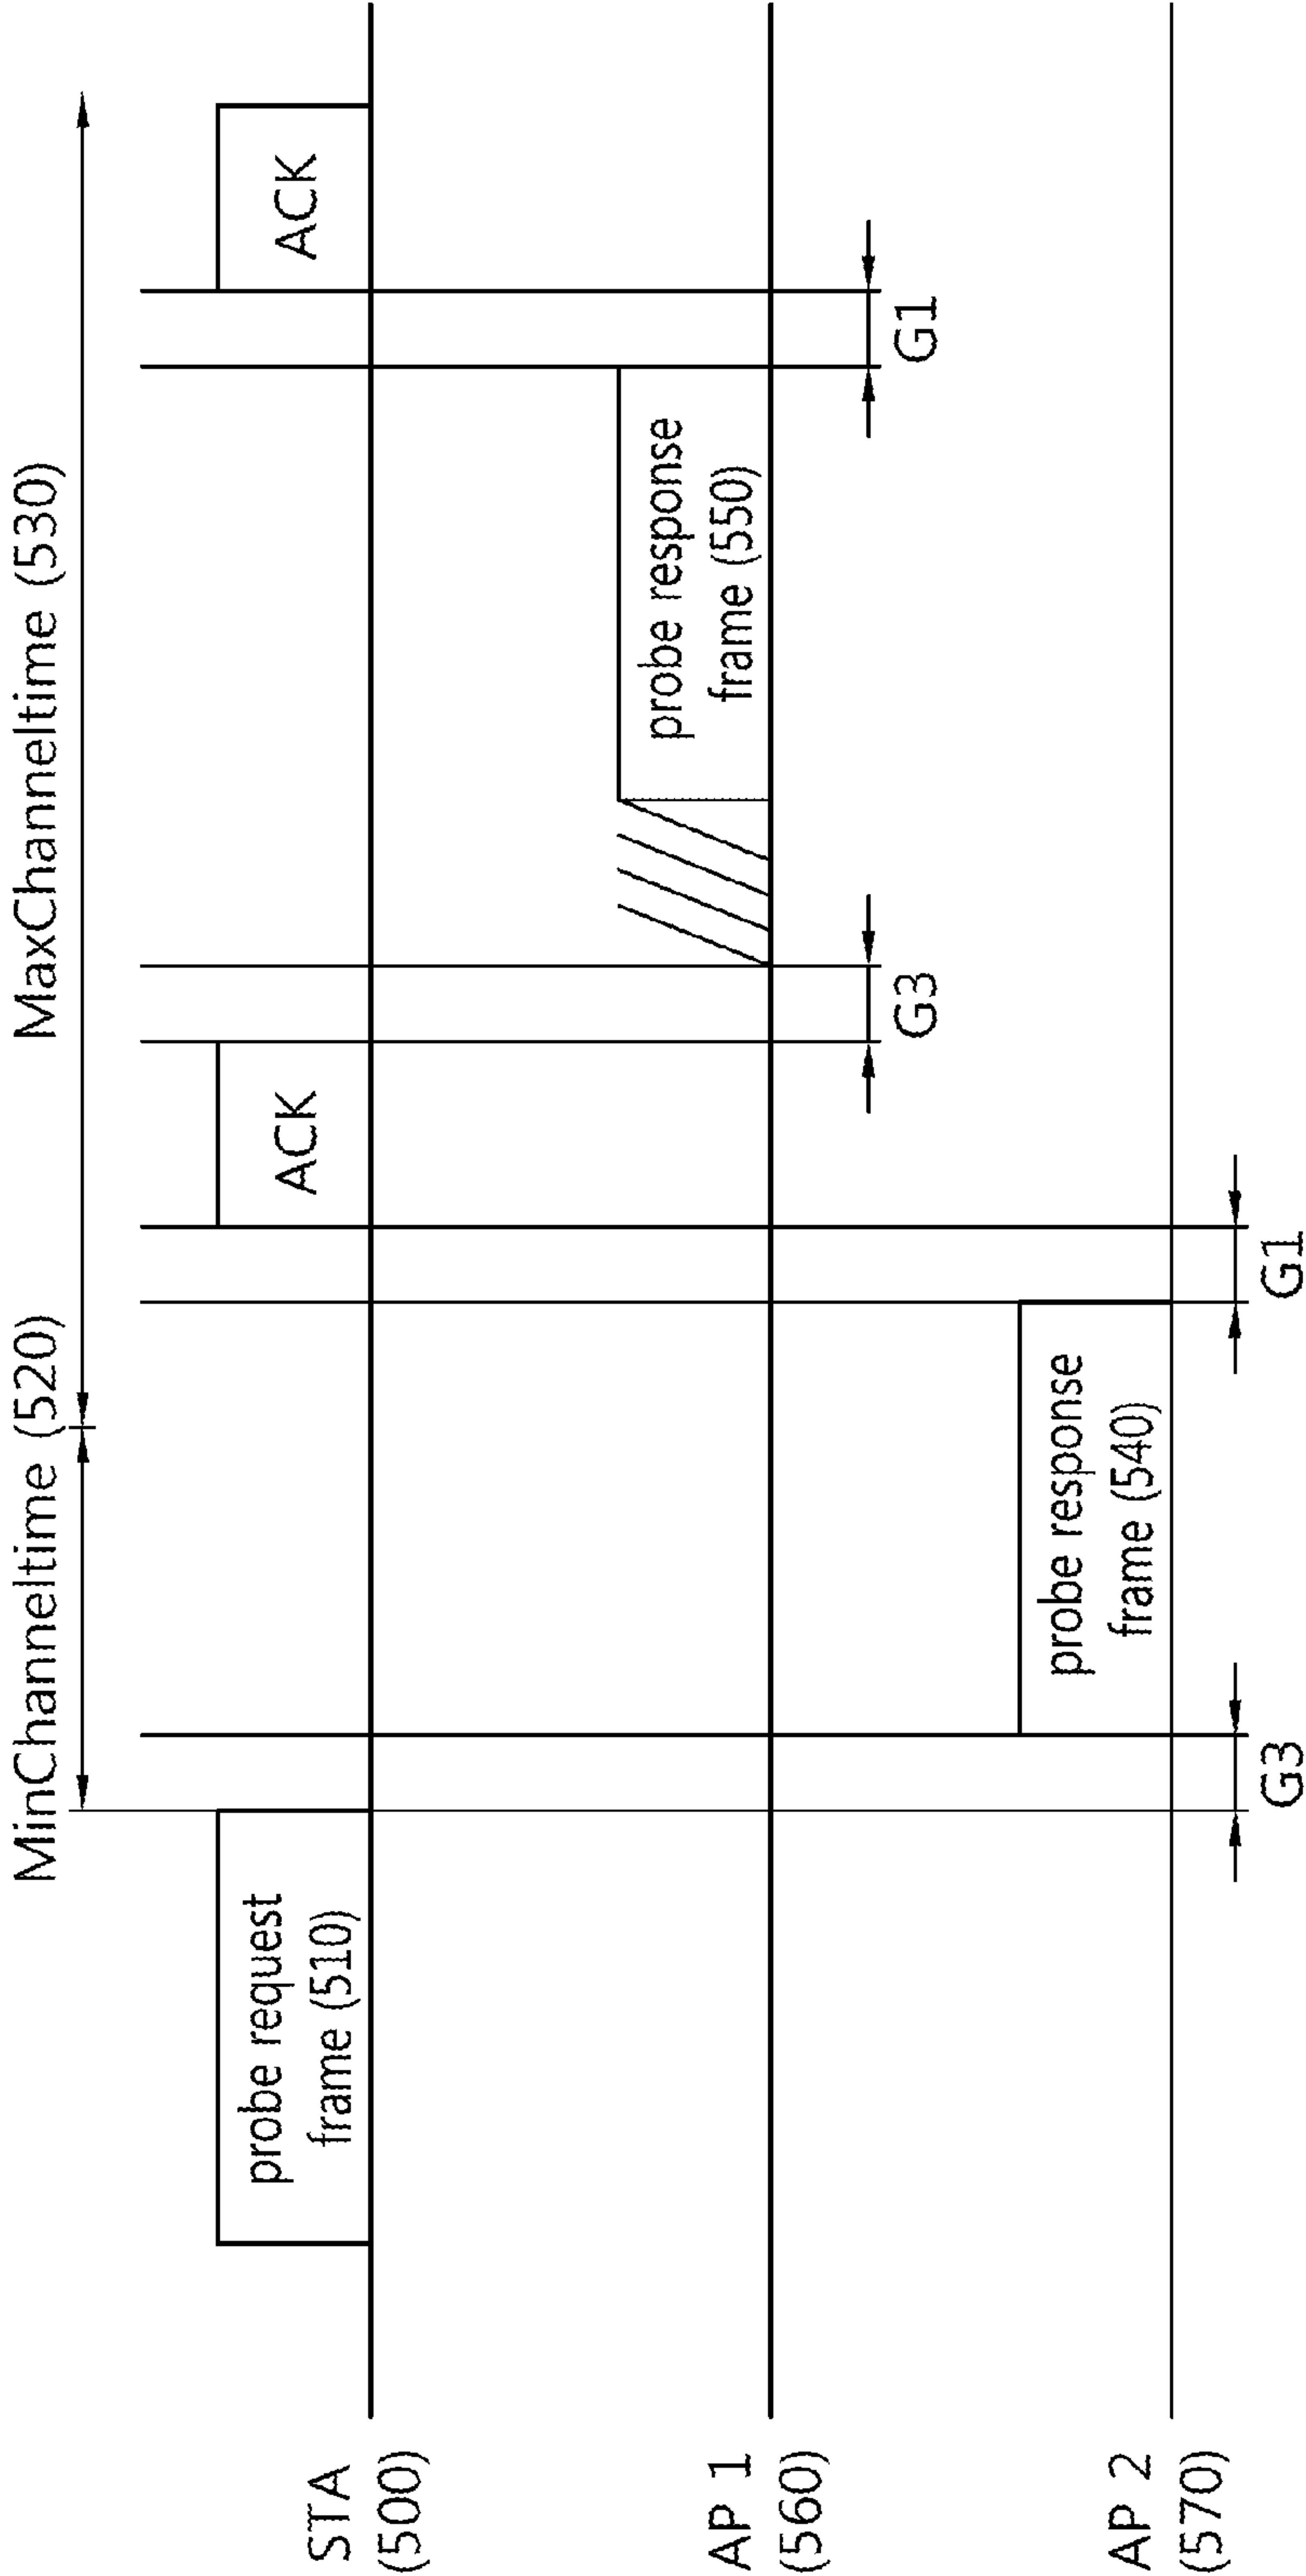 MinChanneltime (520)
MaxChanneltime (530)
STA
(500)
probe request
frame (510)
ACK
ACK
AP 1
(560)
probe response
frame (550)
G3
G1
AP 2
(570)
probe response
frame (540)
G3
G1